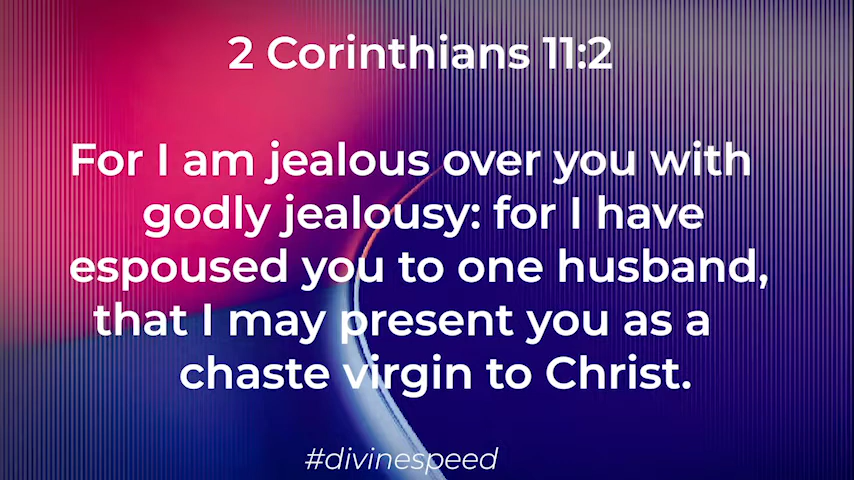 2 Corinthians 11:2
For I am jealous over you with
godly jealousy: for I have
espoused you to one husband,
that I may present you as a
chaste virgin to Christ.
#divinespeed